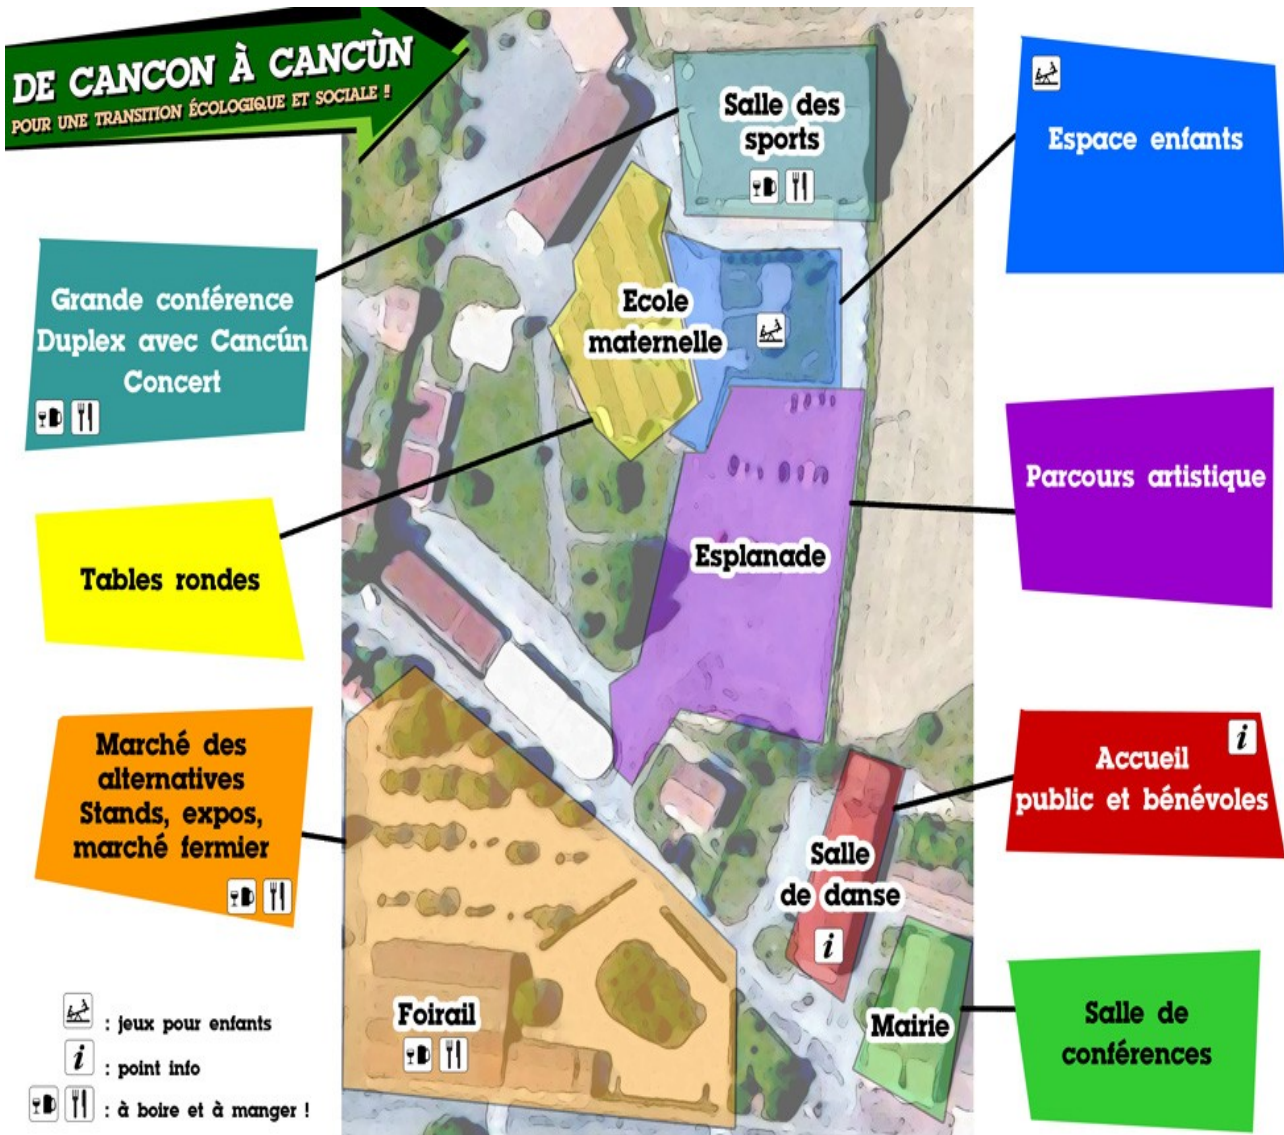 DE CANCON À CANCÙN
POUR UNE TRANSITION ÉCOLOGIQUE ET SOCIALE !!
Salle des
sports
Espace enfants
Grande conférence
Duplex avec Cancún
Concert
Ecole
maternelle
Parcours artistique
Tables rondes
Esplanade
Marché des
alternatives
Stands, expos,
marché fermier
Accueil
public et bénévoles
i
Salle
de danse
i
Foirail
Mairie
Salle de
conférences
: jeux pour enfants
i : point info
: à boire et à manger !